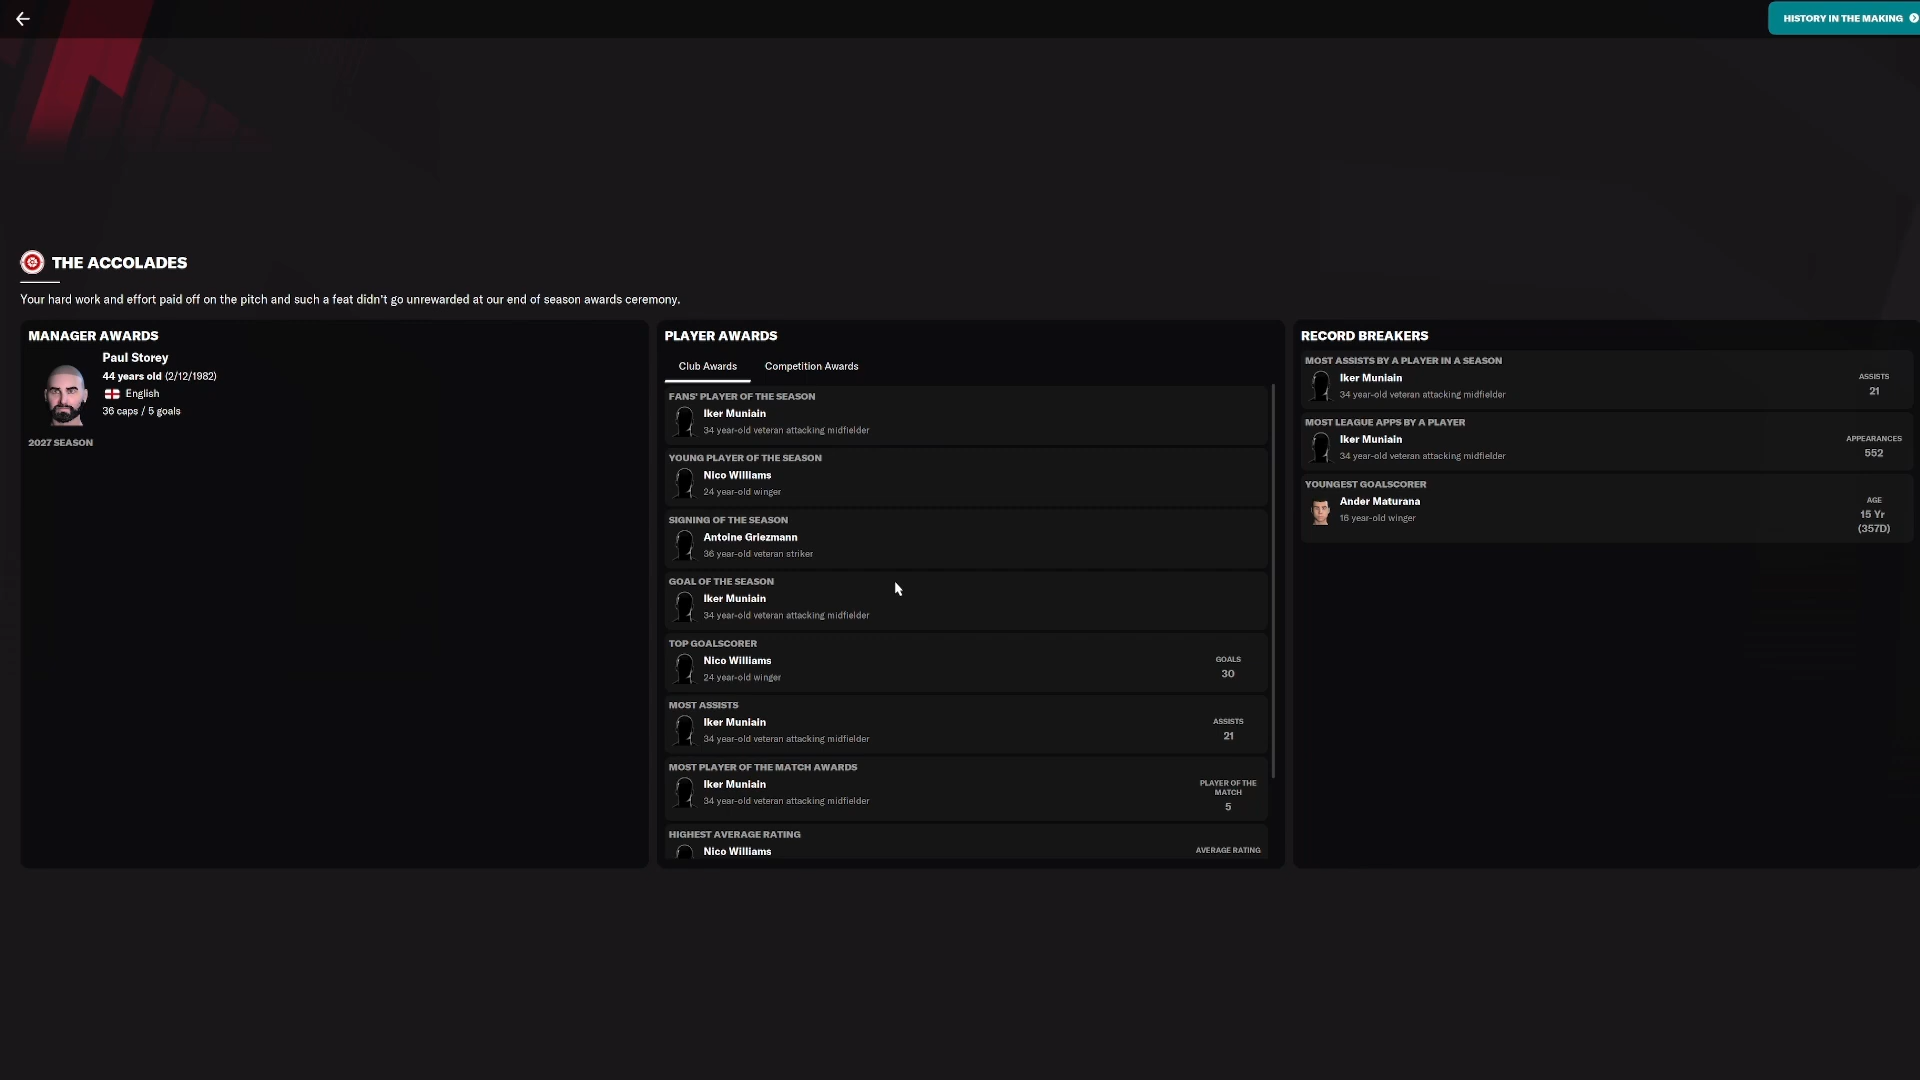 HISTORY IN THE MAKING
THE ACCOLADES
Your hard work and effort paid off on the pitch and such a feat didn't go unrewarded at our end of season awards ceremony.
MANAGER AWARDS
Paul Storey
44 years old (2/12/1982)
English
36 caps / 5 goals
2027 SEASON
PLAYER AWARDS
Club Awards
Competition Awards
FANS' PLAYER OF THE SEASON
Iker Muniain
34 year-old veteran attacking midfielder
YOUNG PLAYER OF THE SEASON
Nico Williams
24 year-old winger
SIGNING OF THE SEASON
Antoine Griezmann
36 year-old veteran striker
GOAL OF THE SEASON
Iker Muniain
34 year-old veteran attacking midfielder
TOP GOALSCORER
Nico Williams
24 year-old winger
GOALS
30
MOST ASSISTS
Iker Muniain
34 year-old veteran attacking midfielder
ASSISTS
21
MOST PLAYER OF THE MATCH AWARDS
Iker Muniain
34 year-old veteran attacking midfielder
PLAYER OF THE
MATCH
5
HIGHEST AVERAGE RATING
Nico Williams
AVERAGE RATING
RECORD BREAKERS
MOST ASSISTS BY A PLAYER IN A SEASON
Iker Muniain
34 year-old veteran attacking midfielder
ASSISTS
21
MOST LEAGUE APPS BY A PLAYER
Iker Muniain
34 year-old veteran attacking midfielder
APPEARANCES
552
YOUNGEST GOALSCORER
Ander Maturana
16 year-old winger
AGE
15 Yr
(357D)